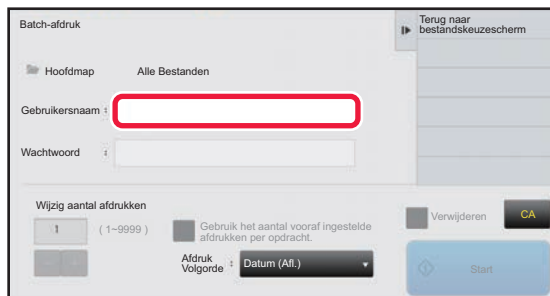 Batch-afdruk
Terug naar
bestandskeuzescherm
Hoofdmap Alle Bestanden
Gebruikersnaam :
Wachtwoord :
Wijzig aantal afdrukken
1 ( 1~9999 )
Gebruik het aantal vooraf ingestelde
afdrukken per opdracht.
Verwijderen CA
Afdruk
Volgorde : Datum (Afl.)
Start